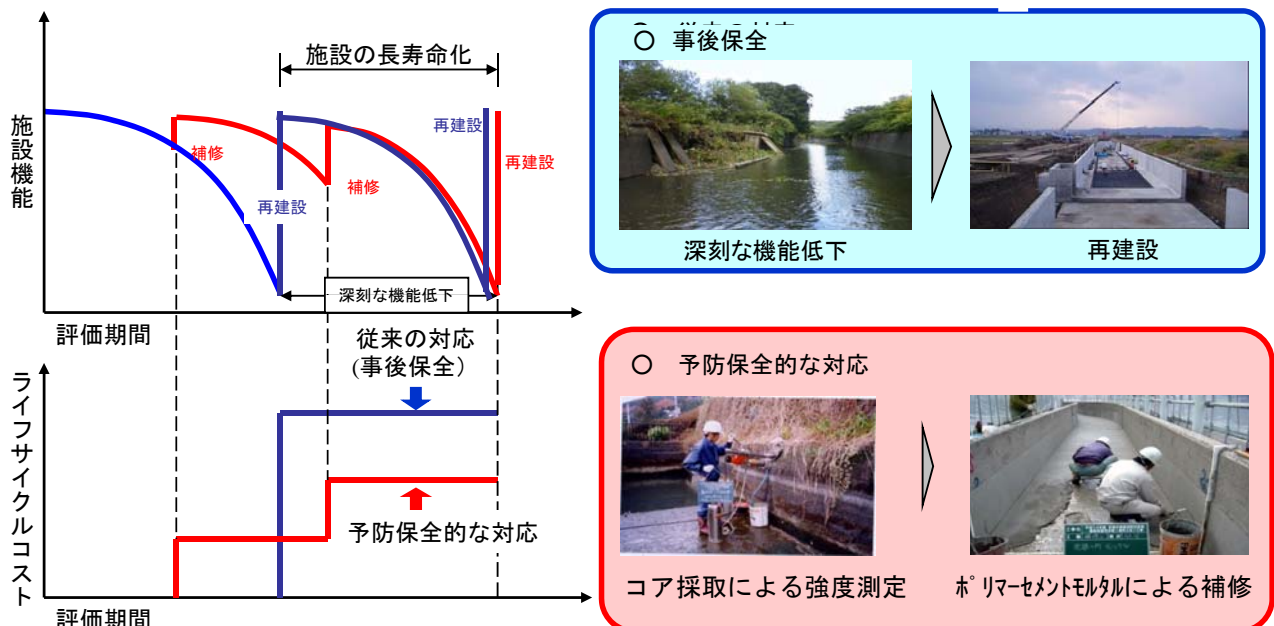 施設の長寿命化
施設機能
補修
再建設
補修
再建設
再建設
深刻な機能低下
評価期間
従来の対応
(事後保全)
ライフサイクルコスト
予防保全的な対応
評価期間
○ 事後保全
深刻な機能低下
再建設
○ 予防保全的な対応
コア採取による強度測定
ﾎﾟﾘﾏｰｾﾒﾝﾄﾓﾙﾀﾙによる補修